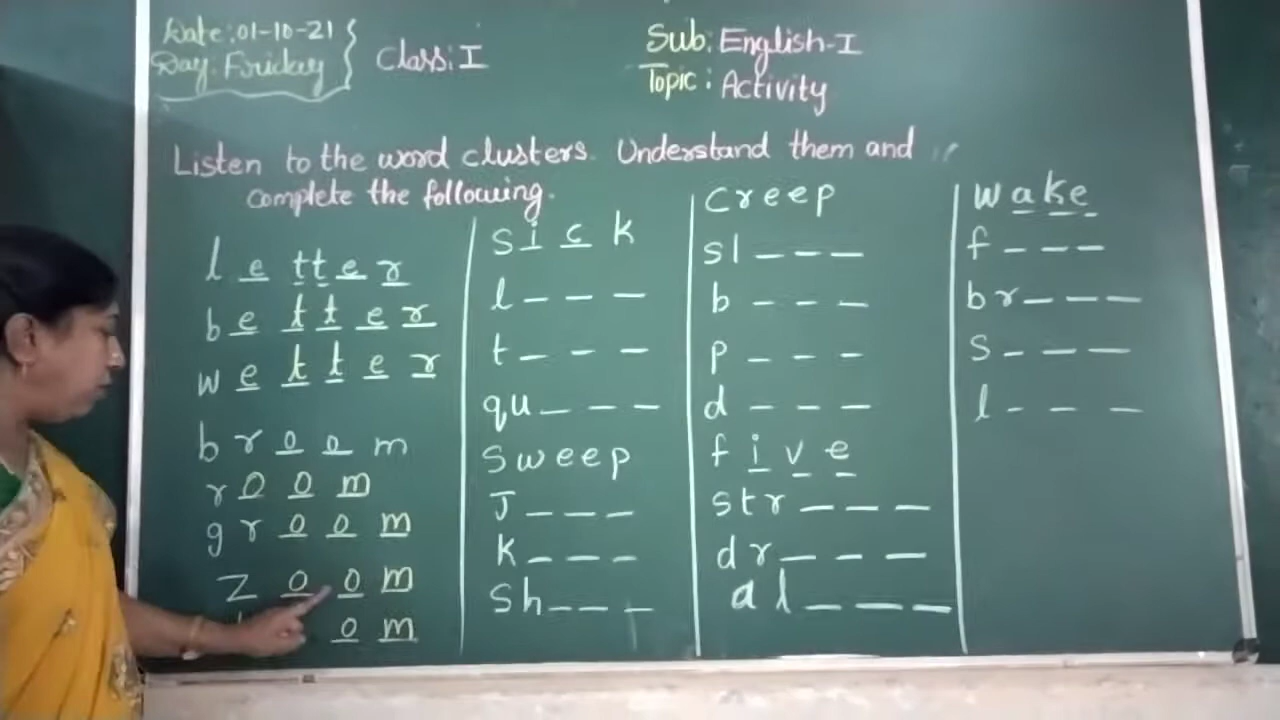 Date: 01-10-21
Day: Friday
Class: I
Sub: English-I
Topic: Activity
Listen to the word clusters. Understand them and
complete the following.
l e tt e r
b e t t e r
w e t t e r
b r o o m
r o o m
g r o o m
z o o m
o m
s i c k
l _ _ _
t _ _ _
qu _ _ _
sweep
J _ _ _
k _ _ _
sh _ _ _
creep
sl _ _ _
b _ _ _
p _ _ _
d _ _ _
f i v e
str _ _ _
dr _ _ _
al _ _ _
wake
f _ _ _
br _ _ _
s _ _ _
l _ _ _